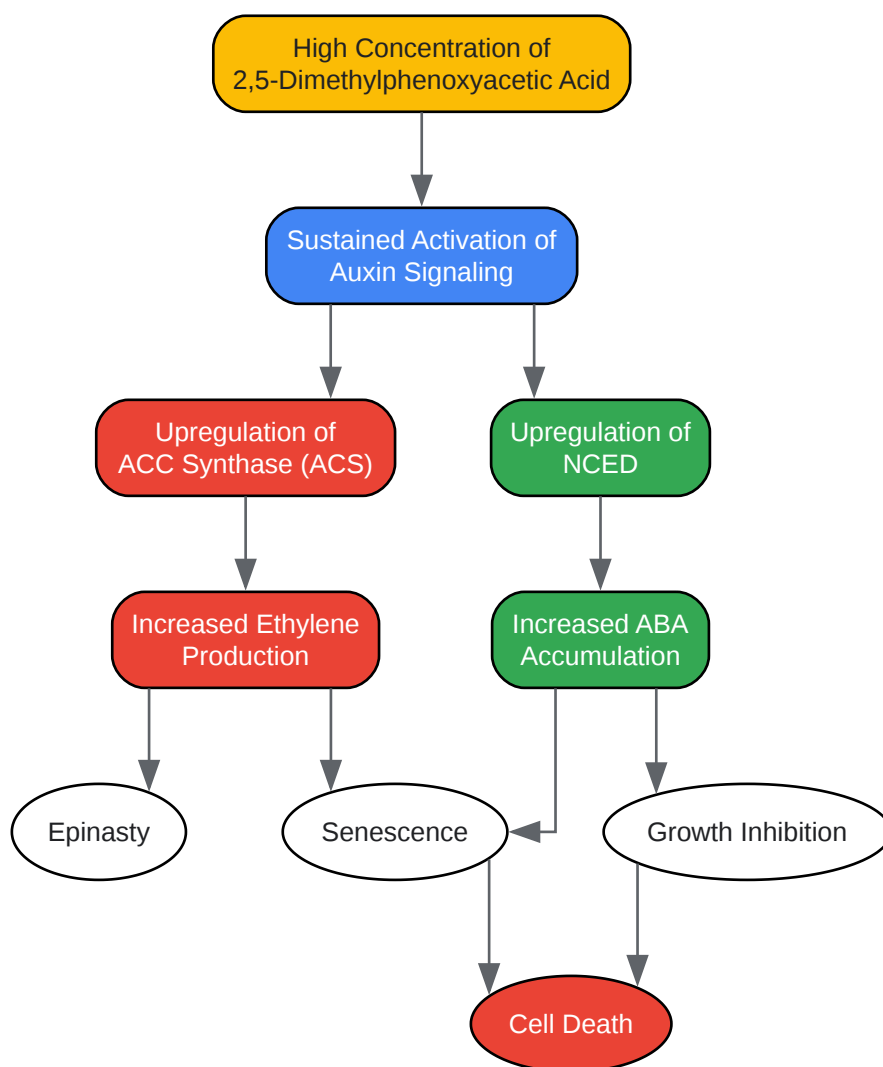 High Concentration of
2,5-Dimethylphenoxyacetic Acid
Sustained Activation of
Auxin Signaling
Upregulation of
ACC Synthase (ACS)
Upregulation of
NCED
Increased Ethylene
Production
Increased ABA
Accumulation
Epinasty
Senescence
Growth Inhibition
Cell Death